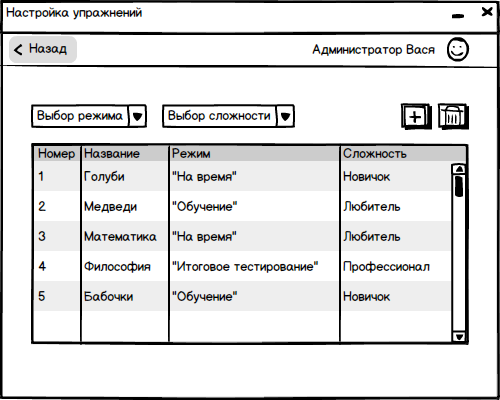 Настройка упражнений
Назад Администратор Вася
Выбор режима Выбор сложности
Номер Название Режим Сложность
1 Голуби "На время" Новичок
2 Медведи "Обучение" Любитель
3 Математика "На время" Любитель
4 Философия "Итоговое тестирование" Профессионал
5 Бабочки "Обучение" Новичок